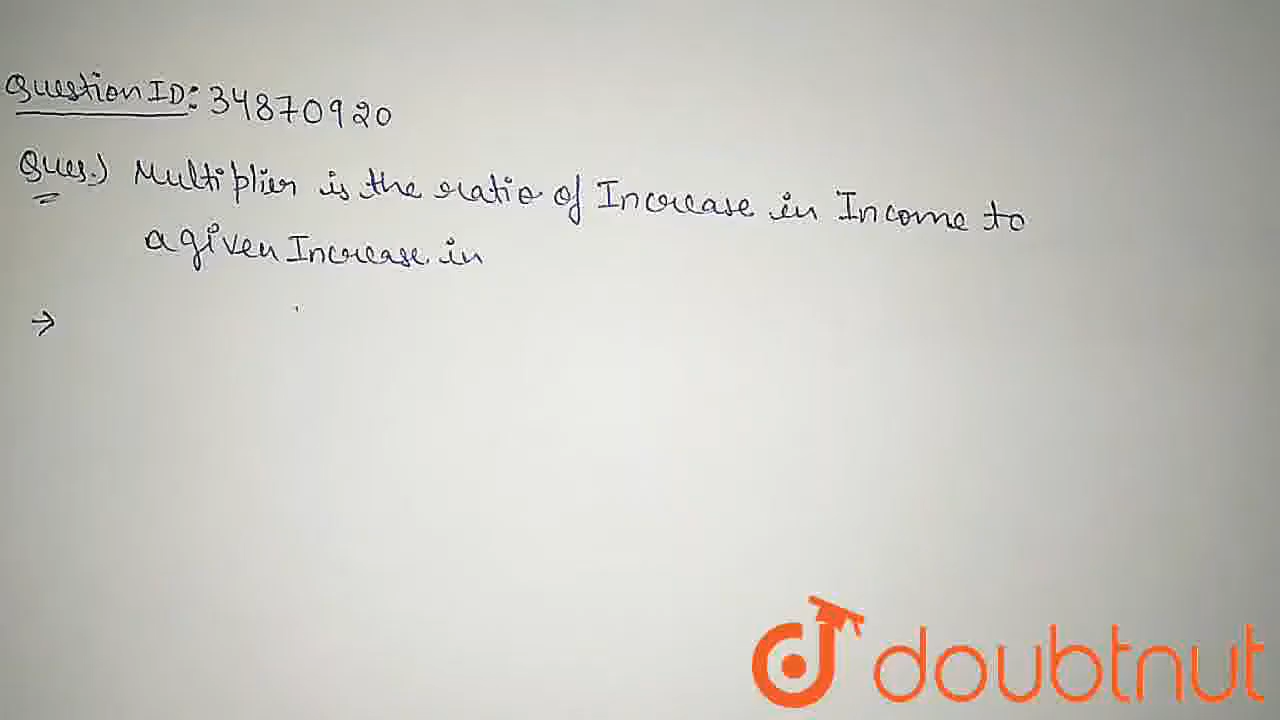 Question ID: 34870920
Ques.) Multiplier is the ratio of Increase in Income to
a given Increase in
→
doubtnut